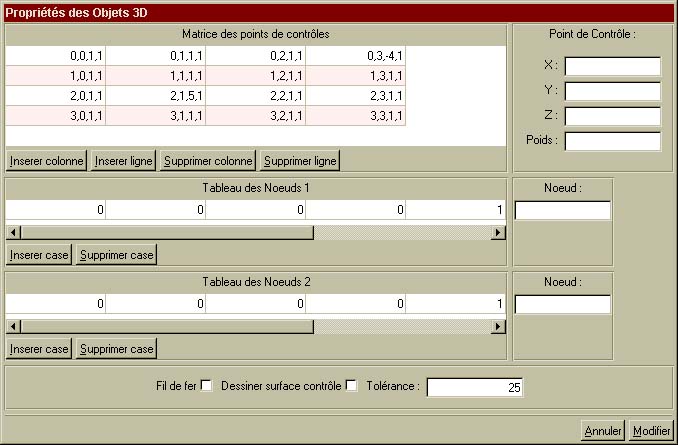 Propriétés des Objets 3D
Matrice des points de contrôles
0,0,1,1 0,1,1,1 0,2,1,1 0,3,-4,1
1,0,1,1 1,1,1,1 1,2,1,1 1,3,1,1
2,0,1,1 2,1,5,1 2,2,1,1 2,3,1,1
3,0,1,1 3,1,1,1 3,2,1,1 3,3,1,1
Inserer colonne Inserer ligne Supprimer colonne Supprimer ligne
Point de Contrôle :
X :
Y :
Z :
Poids :
Tableau des Noeuds 1
0 0 0 0 1
Inserer case Supprimer case
Noeud :
Tableau des Noeuds 2
0 0 0 0 1
Inserer case Supprimer case
Noeud :
Fil de fer Dessiner surface contrôle Tolérance : 25
Annuler Modifier